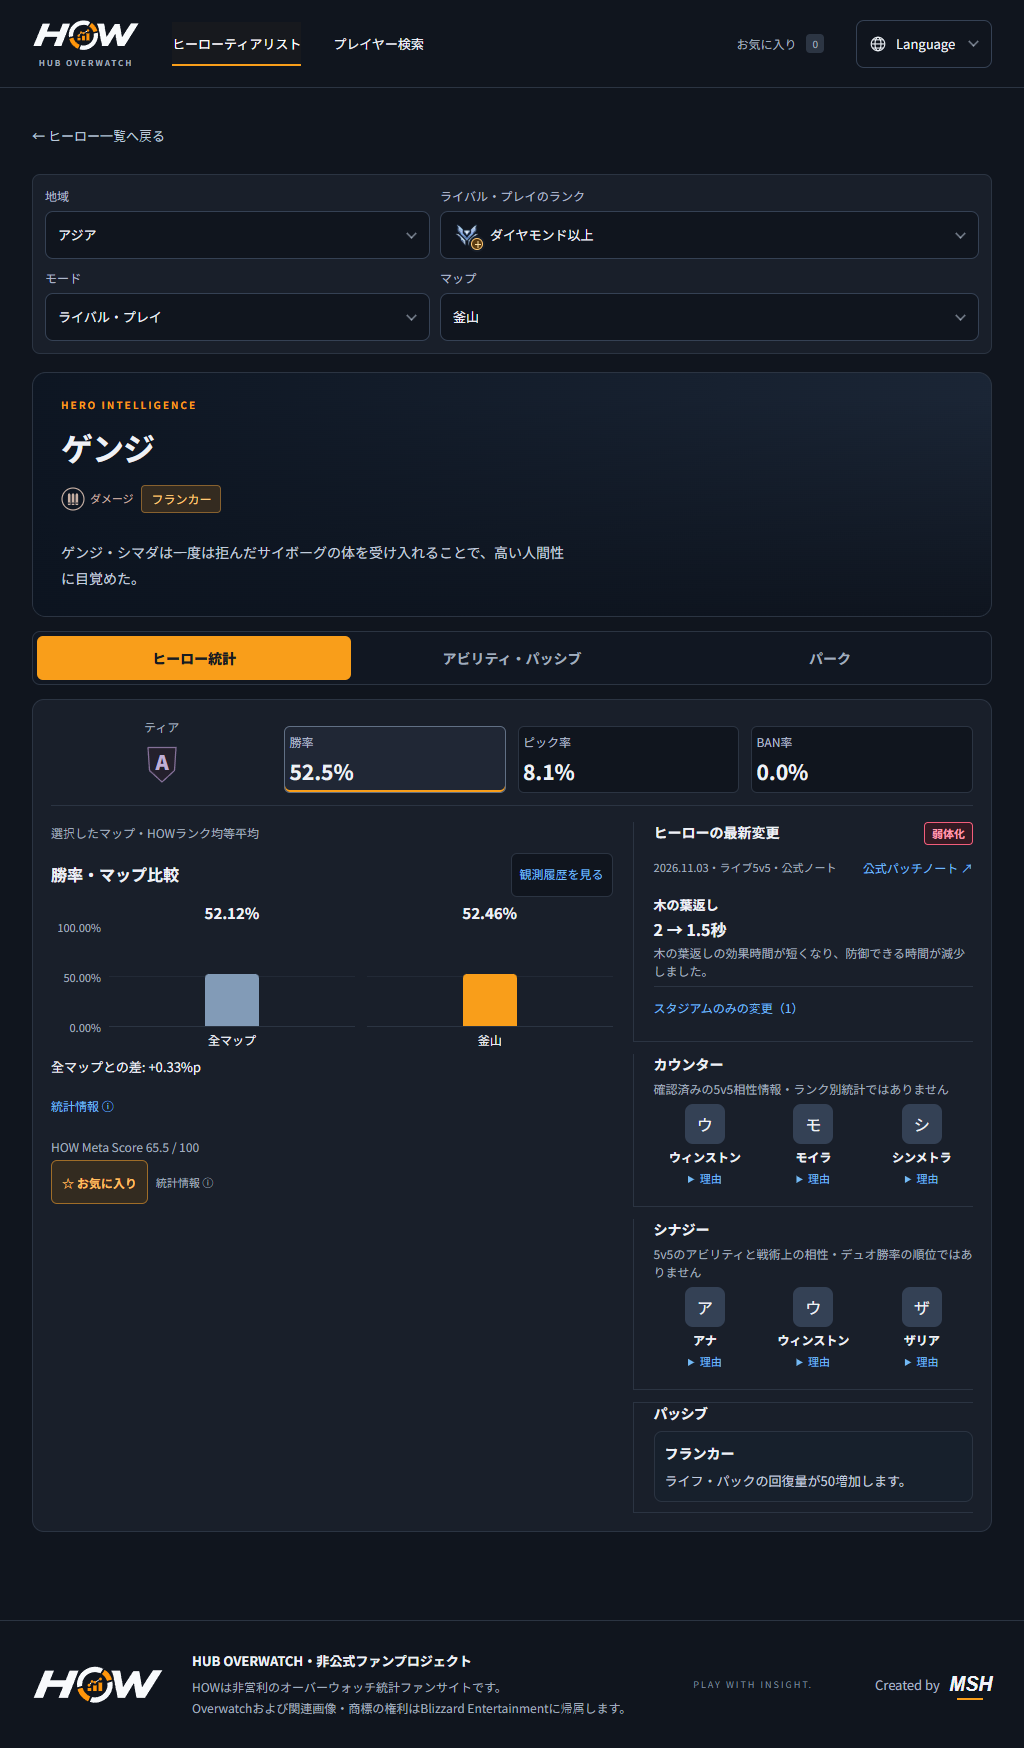 HOW
HUB OVERWATCH
ヒーローティアリスト
プレイヤー検索
お気に入り 0
Language
← ヒーロー一覧へ戻る
地域
アジア
ライバル・プレイのランク
ダイヤモンド以上
モード
ライバル・プレイ
マップ
釜山
HERO INTELLIGENCE
ゲンジ
ダメージ
フランカー
ゲンジ・シマダは一度は拒んだサイボーグの体を受け入れることで、高い人間性
に目覚めた。
ヒーロー統計
アビリティ・パッシブ
パーク
ティア
A
勝率
52.5%
ピック率
8.1%
BAN率
0.0%
選択したマップ・HOWランク均等平均
勝率・マップ比較
観測履歴を見る
52.12%
52.46%
100.00%
50.00%
0.00%
全マップ
釜山
全マップとの差: +0.33%p
統計情報 ⓘ
HOW Meta Score 65.5 / 100
☆ お気に入り
統計情報 ⓘ
ヒーローの最新変更
弱体化
2026.11.03・ライブ5v5・公式ノート
公式パッチノート ↗
木の葉返し
2 → 1.5秒
木の葉返しの効果時間が短くなり、防御できる時間が減少
しました。
スタジアムのみの変更（1）
カウンター
確認済みの5v5相性情報・ランク別統計ではありません
ウ
モ
シ
ウィンストン
モイラ
シンメトラ
▶ 理由
▶ 理由
▶ 理由
シナジー
5v5のアビリティと戦術上の相性・デュオ勝率の順位ではあ
りません
ア
ウ
ザ
アナ
ウィンストン
ザリア
▶ 理由
▶ 理由
▶ 理由
パッシブ
フランカー
ライフ・パックの回復量が50増加します。
HOW
HUB OVERWATCH・非公式ファンプロジェクト
HOWは非営利のオーバーウォッチ統計ファンサイトです。
Overwatchおよび関連画像・商標の権利はBlizzard Entertainmentに帰属します。
PLAY WITH INSIGHT.
Created by MSH